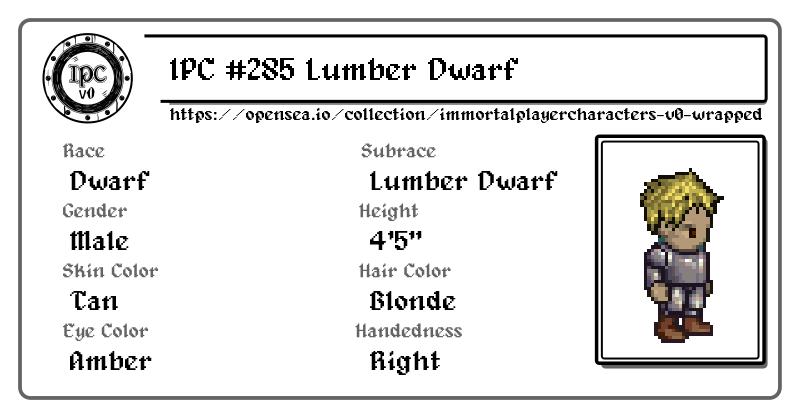 IPC v0
IPC #285 Lumber Dwarf
https://opensea.io/collection/immortalplayercharacters-v0-wrapped
Race
Dwarf
Subrace
Lumber Dwarf
Gender
Male
Height
4'5"
Skin Color
Tan
Hair Color
Blonde
Eye Color
Amber
Handedness
Right